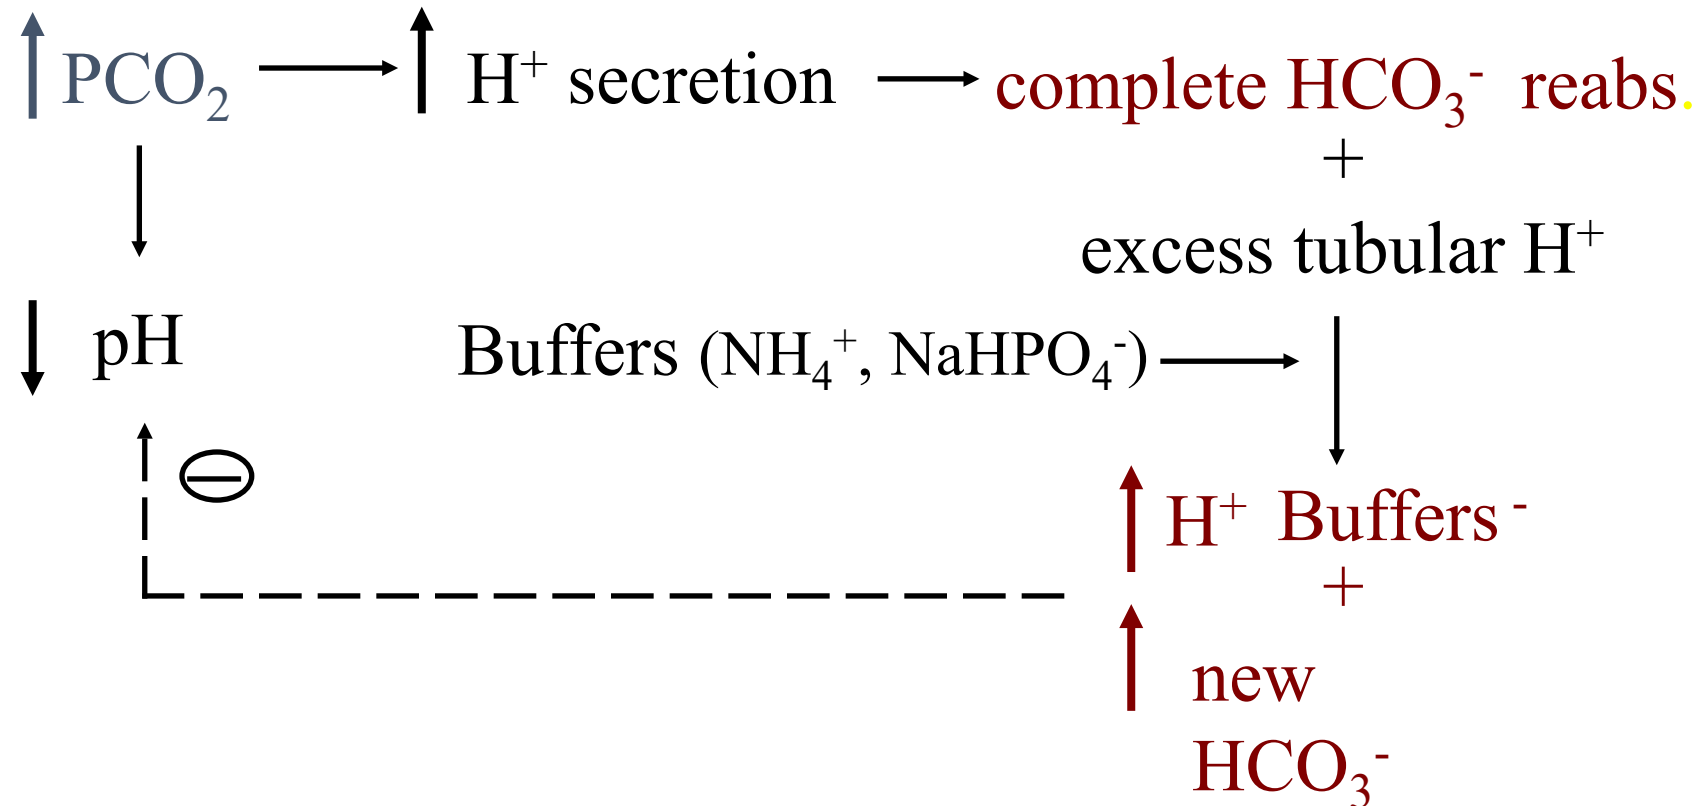 PCO₂ H⁺ secretion complete HCO₃⁻ reabs.
+
excess tubular H⁺
pH Buffers (NH₄⁺, NaHPO₄⁻)
H⁺ Buffers⁻
+
new
HCO₃⁻